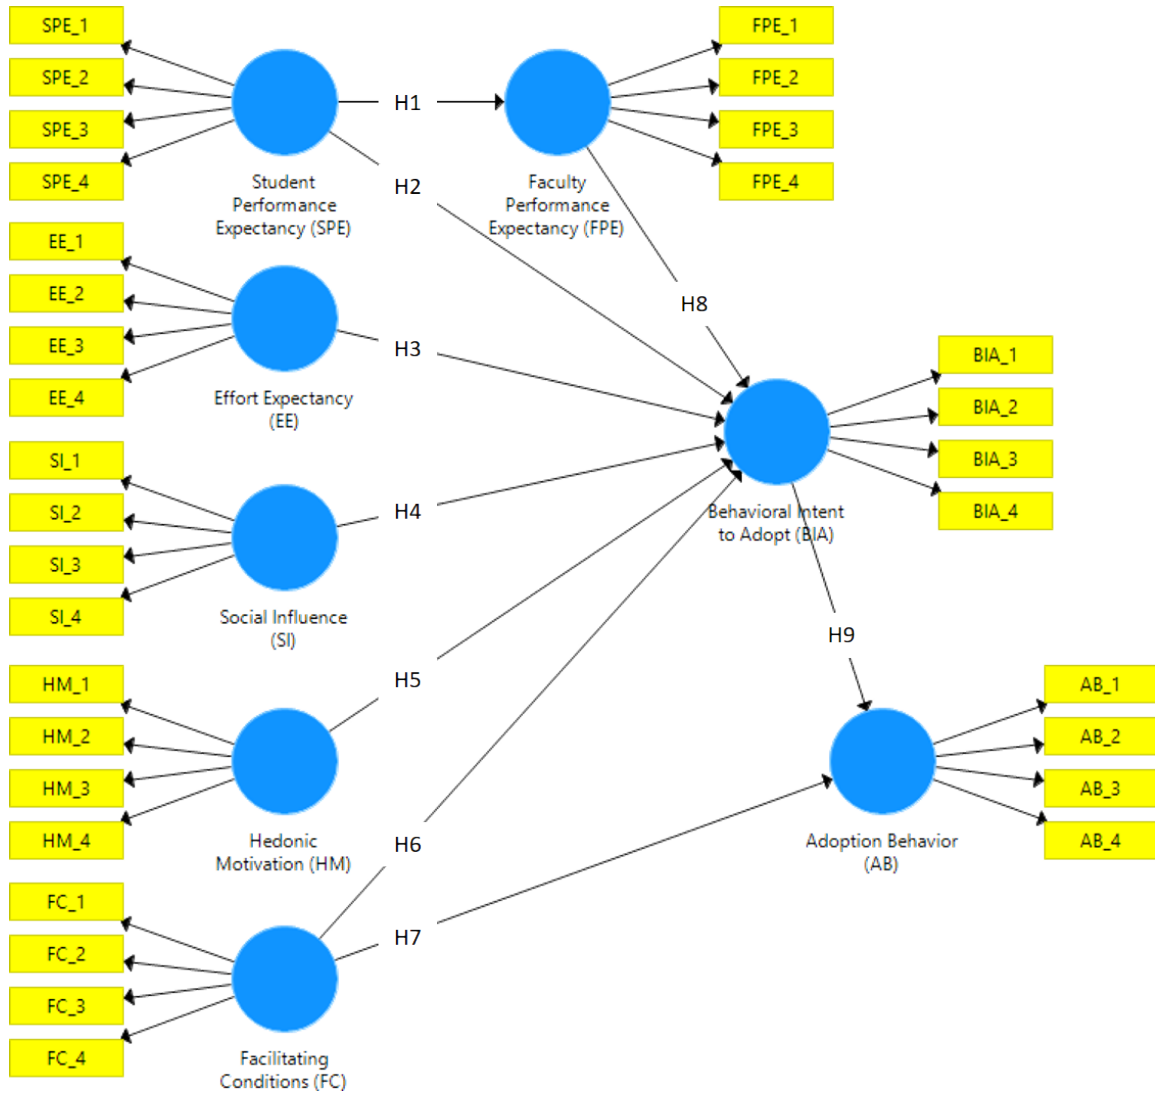 SPE_1
SPE_2
SPE_3
SPE_4
Student
Performance
Expectancy (SPE)
H1
H2
Faculty
Performance
Expectancy (FPE)
FPE_1
FPE_2
FPE_3
FPE_4
EE_1
EE_2
EE_3
EE_4
Effort Expectancy
(EE)
H3
H8
SI_1
SI_2
SI_3
SI_4
Social Influence
(SI)
H4
Behavioral Intent
to Adopt (BIA)
BIA_1
BIA_2
BIA_3
BIA_4
HM_1
HM_2
HM_3
HM_4
Hedonic
Motivation (HM)
H5
H9
Adoption Behavior
(AB)
AB_1
AB_2
AB_3
AB_4
FC_1
FC_2
FC_3
FC_4
Facilitating
Conditions (FC)
H6
H7